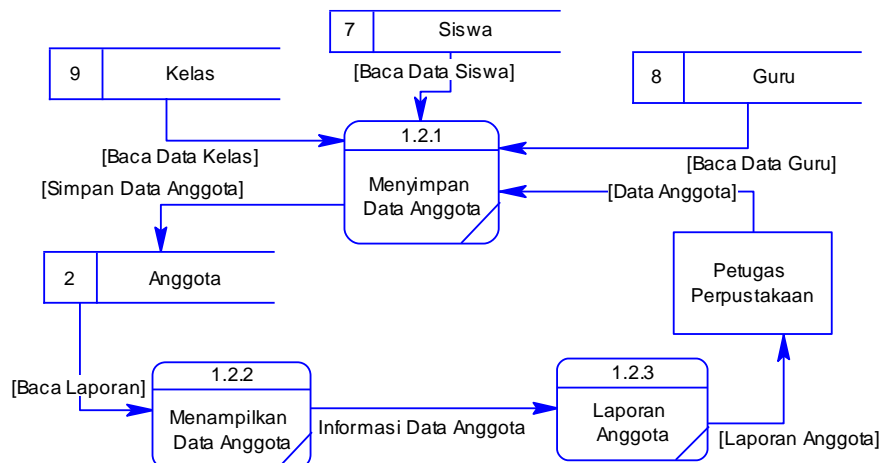 7 Siswa
[Baca Data Siswa]
9 Kelas
8 Guru
1.2.1
[Baca Data Kelas]
[Baca Data Guru]
Menyimpan
Data Anggota
[Simpan Data Anggota]
[Data Anggota]
2 Anggota
Petugas
Perpustakaan
1.2.2
1.2.3
[Baca Laporan]
Menampilkan
Data Anggota
Informasi Data Anggota
Laporan
Anggota
[Laporan Anggota]